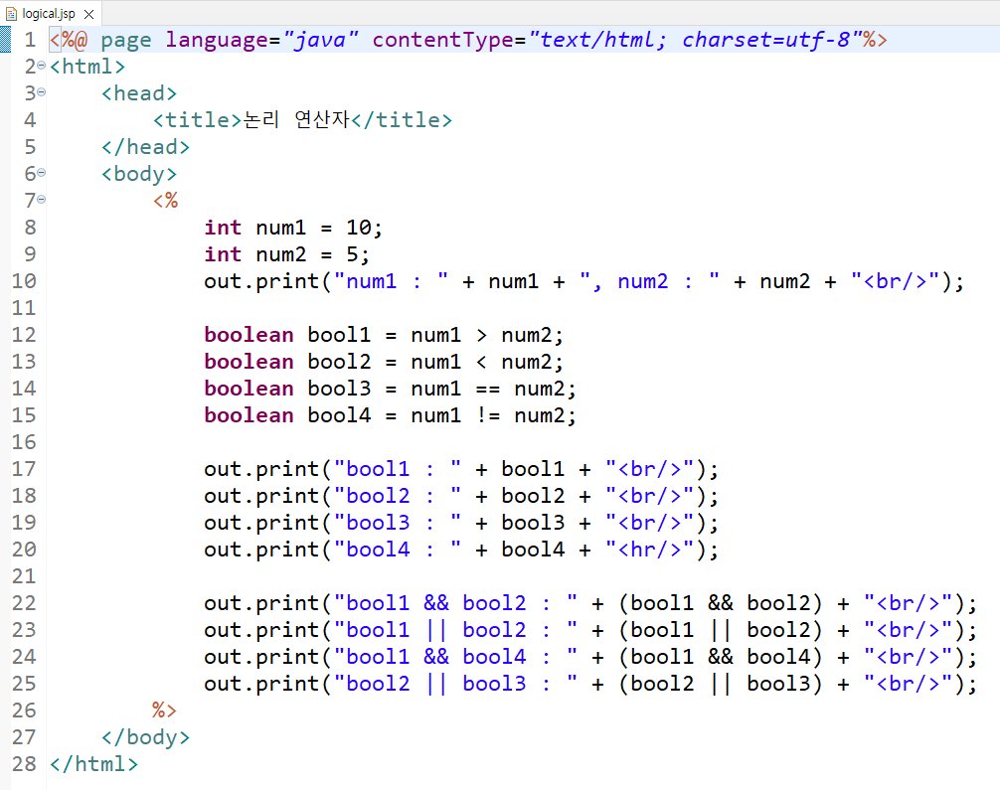 logical.jsp
1 <%@ page language="java" contentType="text/html; charset=utf-8"%>
2 <html>
3     <head>
4         <title>논리 연산자</title>
5     </head>
6     <body>
7         <%
8             int num1 = 10;
9             int num2 = 5;
10             out.print("num1 : " + num1 + ", num2 : " + num2 + "<br/>");
11
12             boolean bool1 = num1 > num2;
13             boolean bool2 = num1 < num2;
14             boolean bool3 = num1 == num2;
15             boolean bool4 = num1 != num2;
16
17             out.print("bool1 : " + bool1 + "<br/>");
18             out.print("bool2 : " + bool2 + "<br/>");
19             out.print("bool3 : " + bool3 + "<br/>");
20             out.print("bool4 : " + bool4 + "<hr/>");
21
22             out.print("bool1 && bool2 : " + (bool1 && bool2) + "<br/>");
23             out.print("bool1 || bool2 : " + (bool1 || bool2) + "<br/>");
24             out.print("bool1 && bool4 : " + (bool1 && bool4) + "<br/>");
25             out.print("bool2 || bool3 : " + (bool2 || bool3) + "<br/>");
26         %>
27     </body>
28 </html>